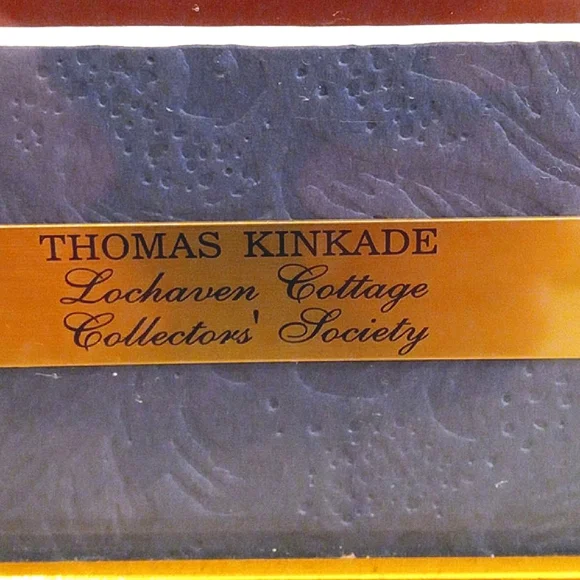 THOMAS KINKADE
Lochaven Cottage
Collectors' Society